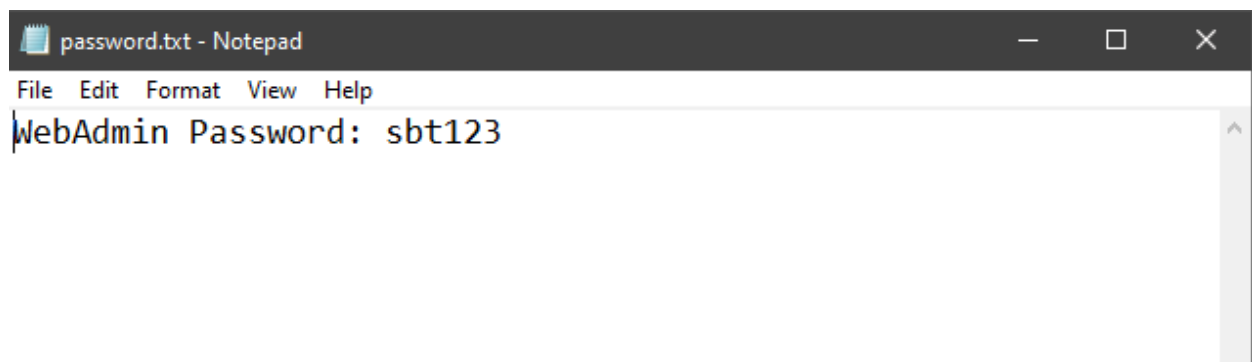 password.txt - Notepad
File Edit Format View Help
WebAdmin Password: sbt123